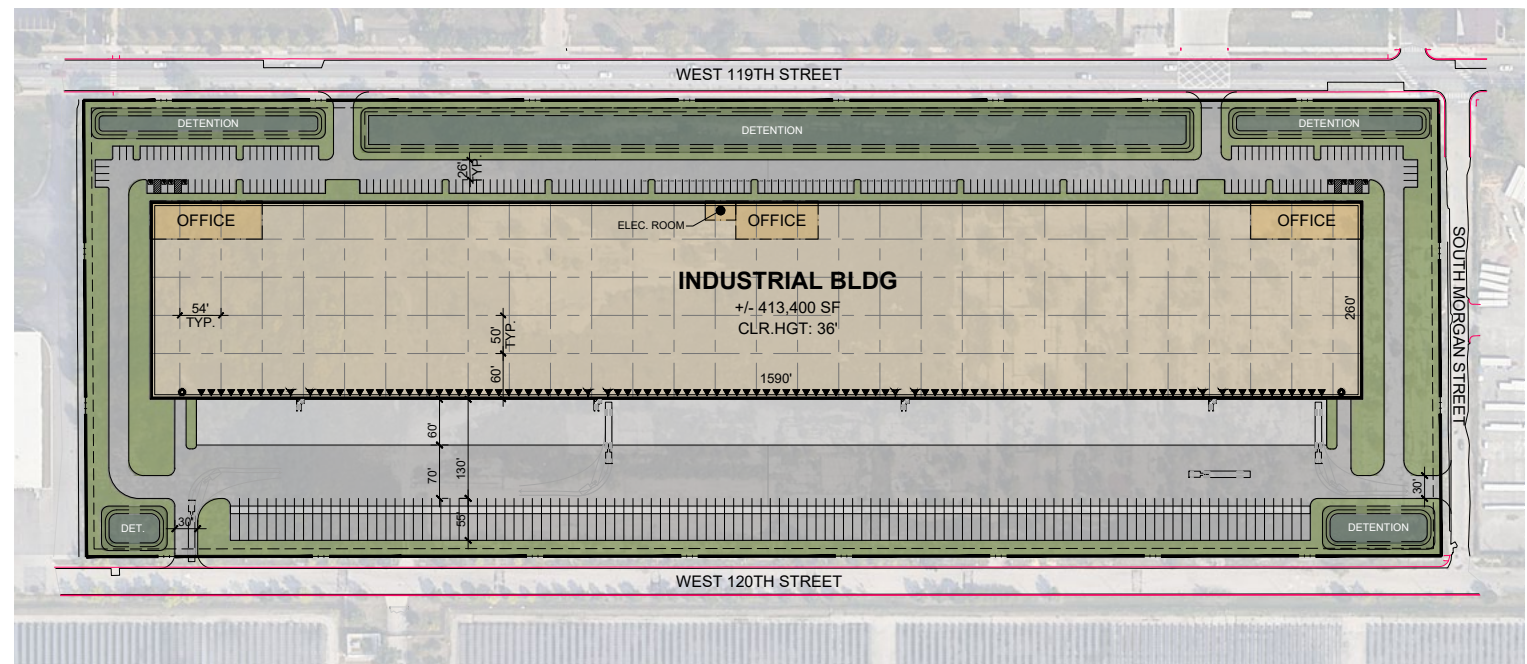 WEST 119TH STREET
DETENTION
DETENTION
DETENTION
26'
TYP.
OFFICE
ELEC. ROOM
OFFICE
OFFICE
INDUSTRIAL BLDG
+/- 413,400 SF
CLR.HGT: 36'
54'
TYP.
50'
TYP.
60'
1590'
260'
SOUTH MORGAN STREET
60'
70'
130'
55'
30'
30'
DET.
DETENTION
WEST 120TH STREET